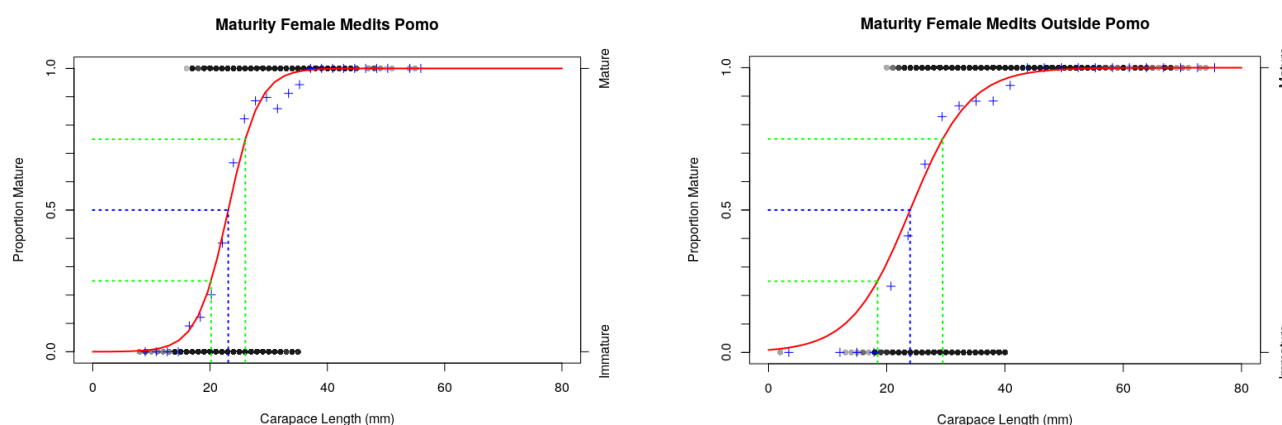 Maturity Female Medits Pomo
Proportion Mature
0.0
0.5
1.0
Mature
Immature
0 20 40 60 80
Carapace Length (mm)
Maturity Female Medits Outside Pomo
Proportion Mature
0.0
0.5
1.0
0 20 40 60 80
Carapace Length (mm)